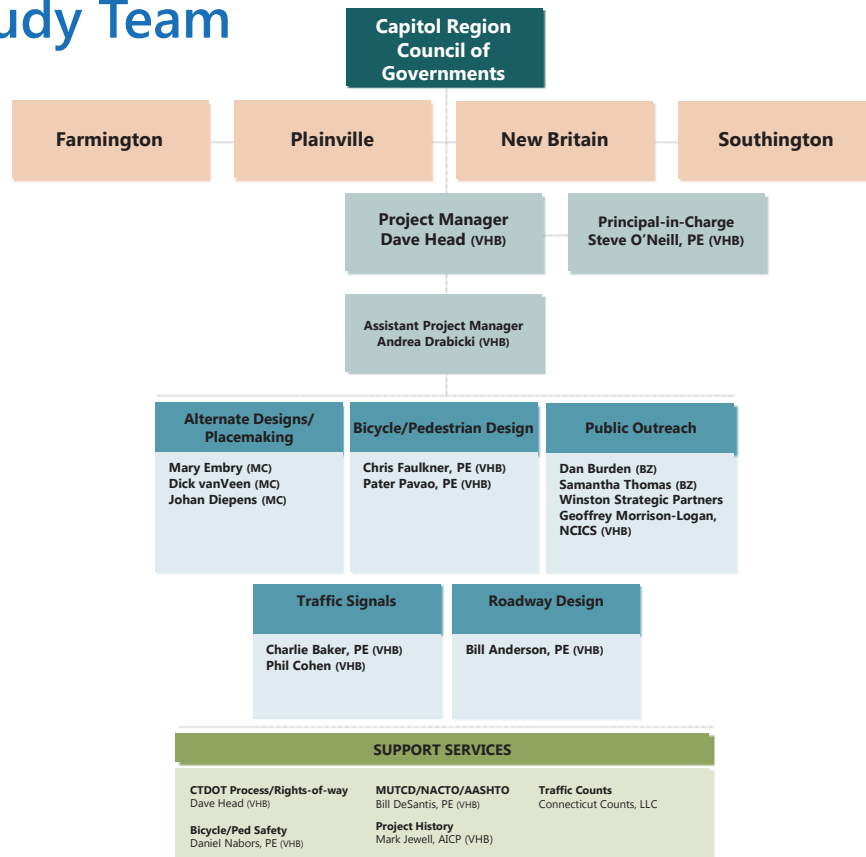 udy Team
Capitol Region
Council of
Governments
Farmington
Plainville
New Britain
Southington
Project Manager
Dave Head (VHB)
Principal-in-Charge
Steve O'Neill, PE (VHB)
Assistant Project Manager
Andrea Drabicki (VHB)
Alternate Designs/
Placemaking
Mary Embry (MC)
Dick vanVeen (MC)
Johan Diepens (MC)
Bicycle/Pedestrian Design
Chris Faulkner, PE (VHB)
Pater Pavao, PE (VHB)
Public Outreach
Dan Burden (BZ)
Samantha Thomas (BZ)
Winston Strategic Partners
Geoffrey Morrison-Logan,
NCICS (VHB)
Traffic Signals
Charlie Baker, PE (VHB)
Phil Cohen (VHB)
Roadway Design
Bill Anderson, PE (VHB)
SUPPORT SERVICES
CTDOT Process/Rights-of-way
Dave Head (VHB)
Bicycle/Ped Safety
Daniel Nabors, PE (VHB)
MUTCD/NACTO/AASHTO
Bill DeSantis, PE (VHB)
Project History
Mark Jewell, AICP (VHB)
Traffic Counts
Connecticut Counts, LLC